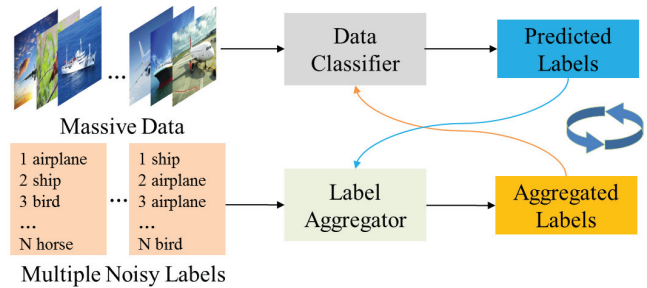 ...
Massive Data
Data
Classifier
Predicted
Labels
1 airplane
2 ship
3 bird
...
N horse
...
1 ship
2 airplane
3 airplane
...
N bird
Multiple Noisy Labels
Label
Aggregator
Aggregated
Labels